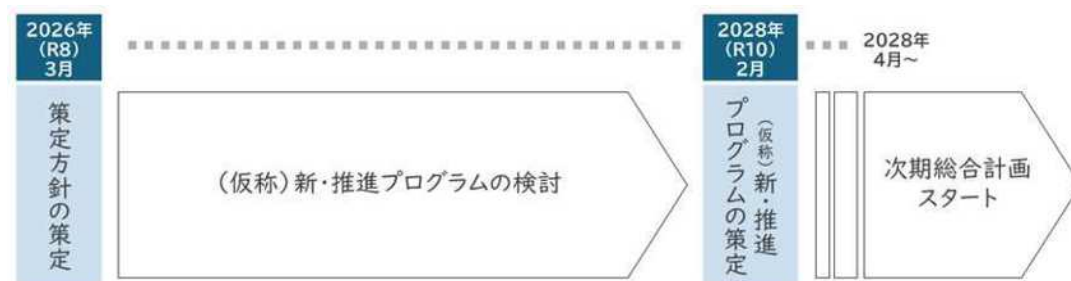 2026年
(R8)
3月
策定方針の策定
(仮称)新・推進プログラムの検討
2028年
(R10)
2月
(仮称)新・推進
プログラムの策定
2028年
4月～
次期総合計画
スタート